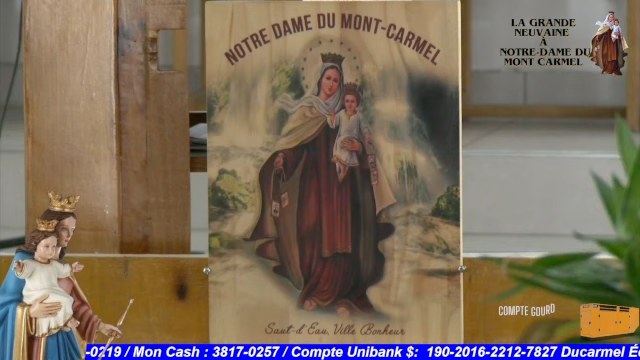 NOTRE DAME DU MONT-CARMEL
LA GRANDE
NEUVAINE
À
NOTRE-DAME DU
MONT CARMEL
Saut-d'Eau, Ville Bonheur
COMPTE GOURD
-0219 / Mon Cash : 3817-0257 / Compte Unibank $: 190-2016-2212-7827 Ducarmel É